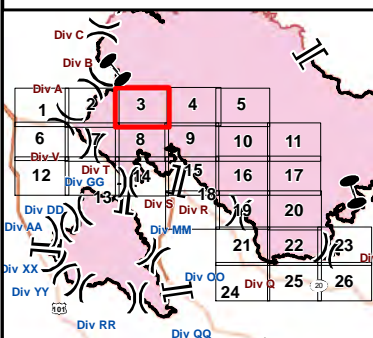 Div C
Div B
Div A
1 2 3 4 5
6 7 8 9 10 11
Div V
12 Div T 14 15 16 17
Div GG
13 18
Div DD Div S Div R 19 20
Div AA Div MM
21 22 23
Div XX Div OO Div Q 25 20 26
Div YY 24
101
Div RR
Div QQ